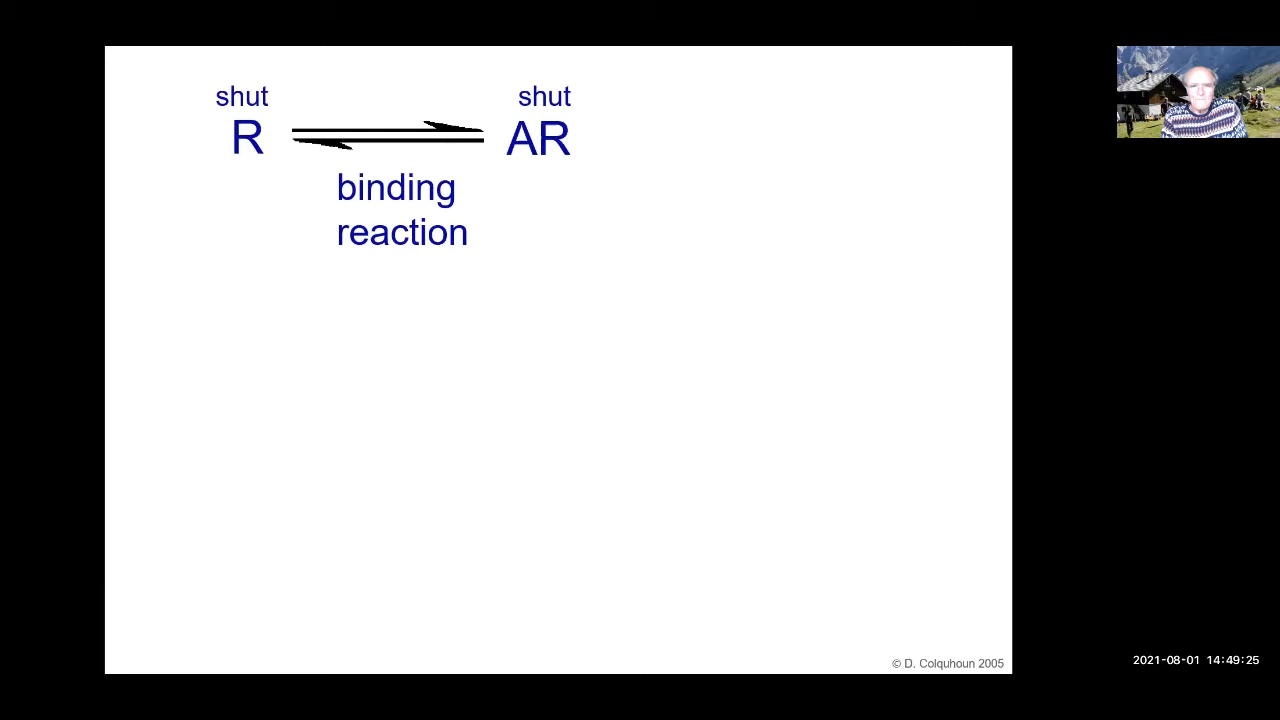 shut shut
R AR
binding
reaction
© D. Colquhoun 2005
2021-08-01 14:49:25